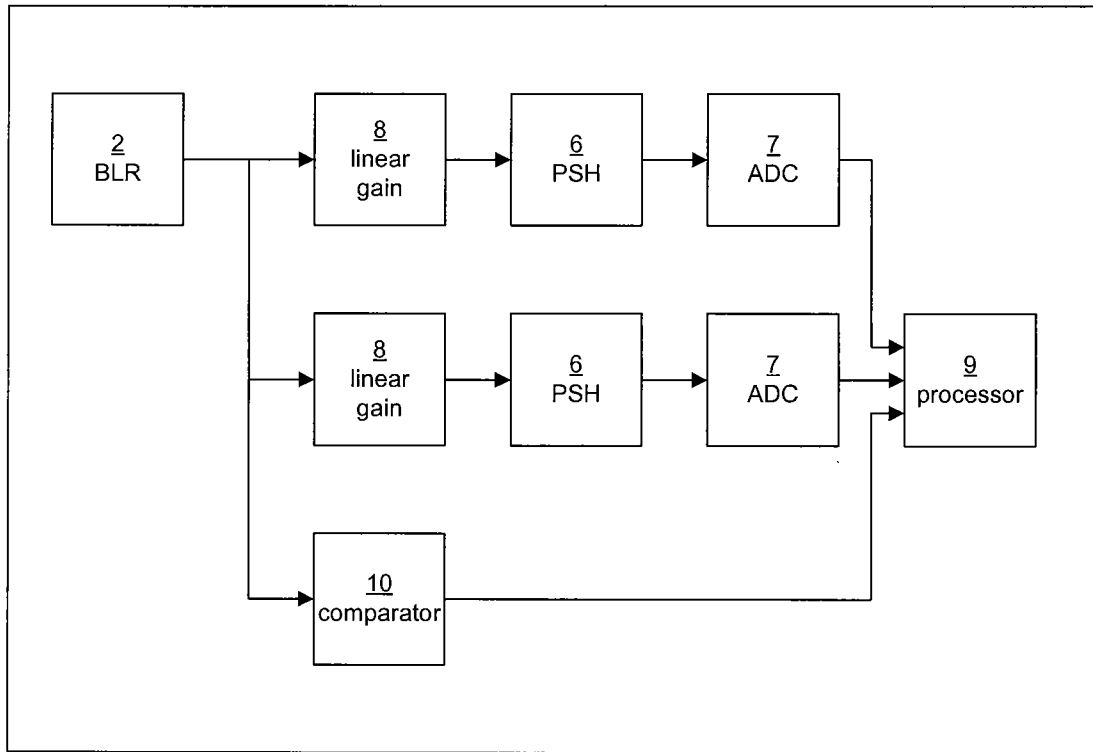 2
BLR
8
linear
gain
6
PSH
7
ADC
8
linear
gain
6
PSH
7
ADC
9
processor
10
comparator